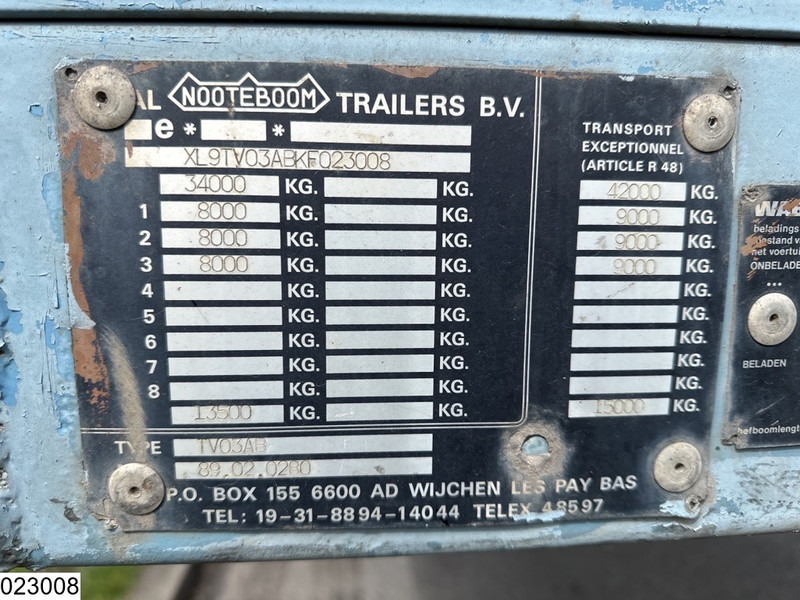 AL NOOTEBOOM TRAILERS B.V.
e * *
XL9TV03ABKF023008
34000 KG. KG.
1 8000 KG. KG.
2 8000 KG. KG.
3 8000 KG. KG.
4 KG. KG.
5 KG. KG.
6 KG. KG.
7 KG. KG.
8 KG. KG.
13500 KG. KG.
TRANSPORT
EXCEPTIONNEL
(ARTICLE R 48)
42000 KG.
9000 KG.
9000 KG.
9000 KG.
KG.
KG.
KG.
KG.
KG.
15000 KG.
TYPE TV03AB
89.02.0280
P.O. BOX 155 6600 AD WIJCHEN LES PAY BAS
TEL: 19-31-8894-14044 TELEX 48597
beladings
net voertui
ONBELADE
...
BELADEN
hefboomlengt
023008